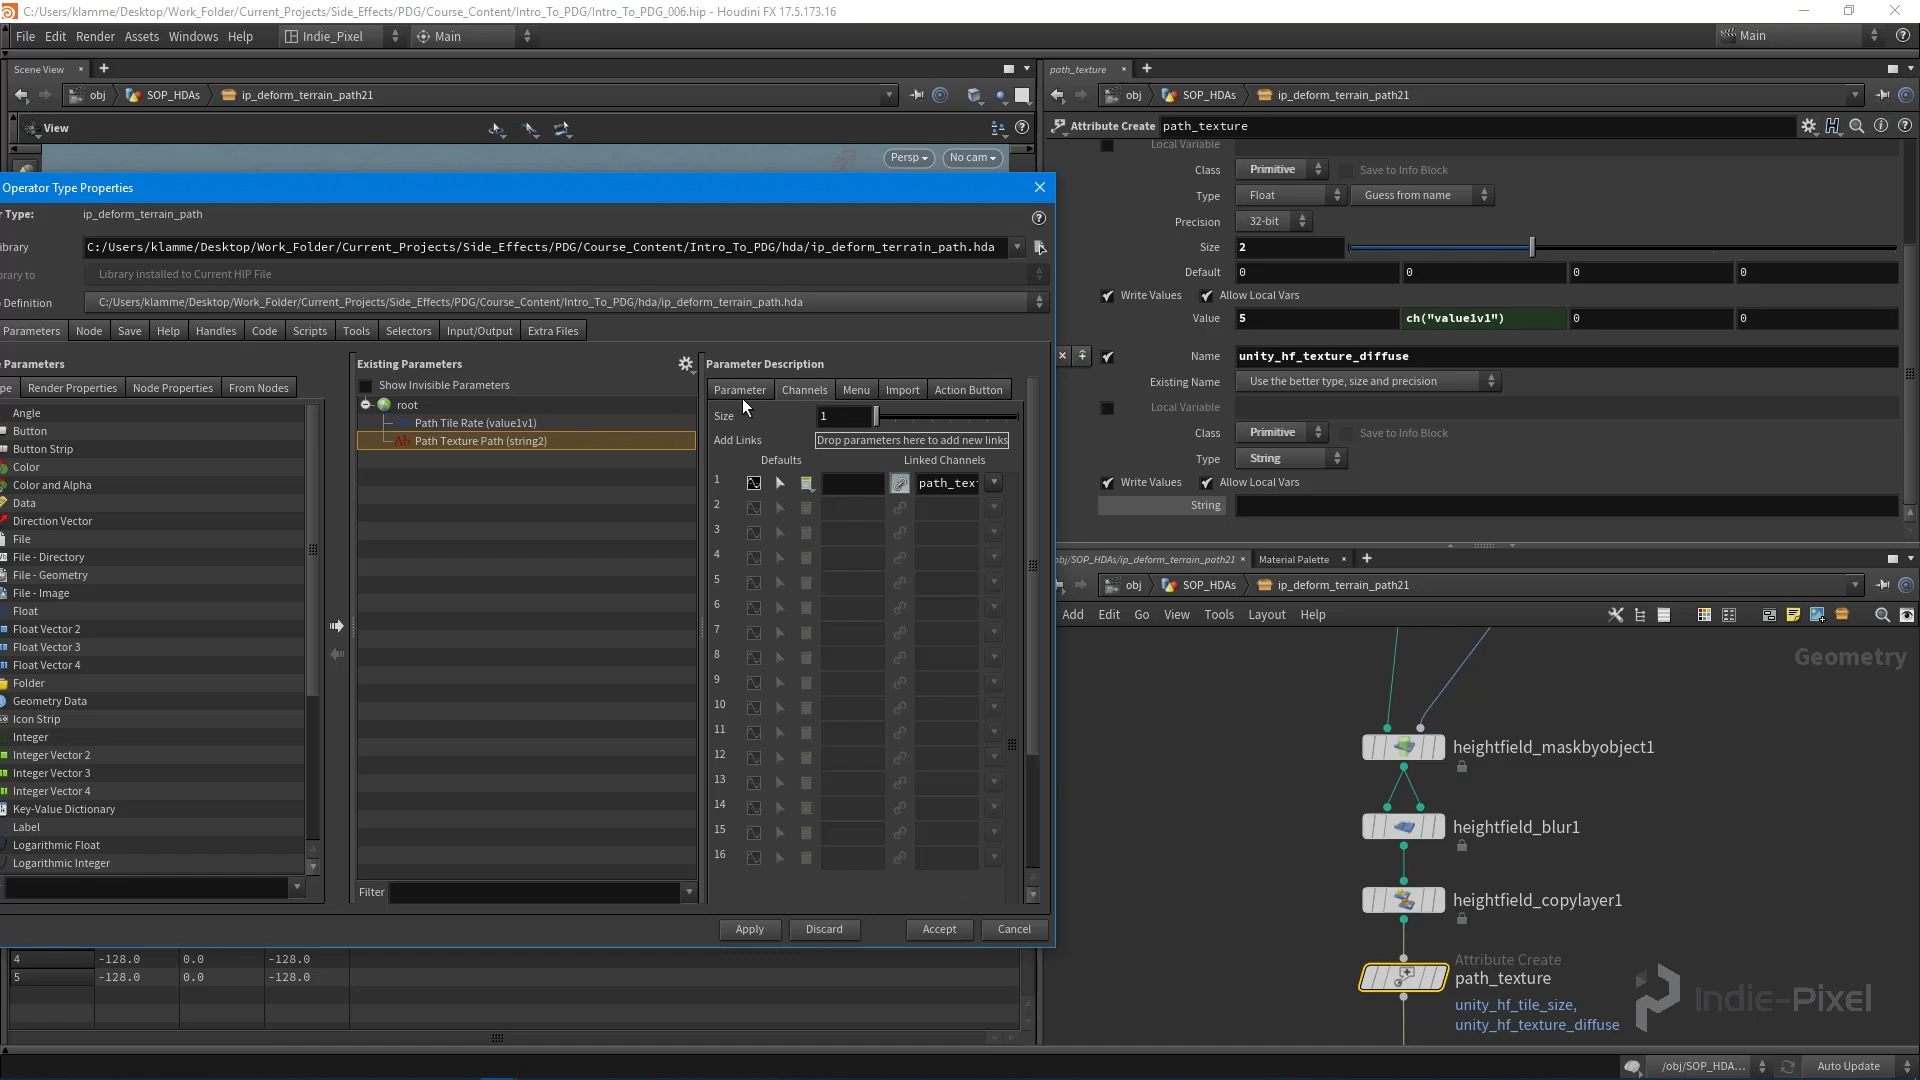 C:/Users/klamme/Desktop/Work_Folder/Current_Projects/Side_Effects/PDG/Course_Content/Intro_To_PDG/Intro_To_PDG_006.hip - Houdini FX 17.5.173.16
File Edit Render Assets Windows Help Indie_Pixel Main Main
Scene View
obj SOP_HDAs ip_deform_terrain_path21
View
Persp No cam
Operator Type Properties
r Type: ip_deform_terrain_path
ibrary C:/Users/klamme/Desktop/Work_Folder/Current_Projects/Side_Effects/PDG/Course_Content/Intro_To_PDG/hda/ip_deform_terrain_path.hda
brary to Library installed to Current HIP File
Definition C:/Users/klamme/Desktop/Work_Folder/Current_Projects/Side_Effects/PDG/Course_Content/Intro_To_PDG/hda/ip_deform_terrain_path.hda
Parameters Node Save Help Handles Code Scripts Tools Selectors Input/Output Extra Files
e Parameters
pe Render Properties Node Properties From Nodes
Angle
Button
Button Strip
Color
Color and Alpha
Data
Direction Vector
File
File - Directory
File - Geometry
File - Image
Float
Float Vector 2
Float Vector 3
Float Vector 4
Folder
Geometry Data
Icon Strip
Integer
Integer Vector 2
Integer Vector 3
Integer Vector 4
Key-Value Dictionary
Label
Logarithmic Float
Logarithmic Integer
Existing Parameters
Show Invisible Parameters
root
Path Tile Rate (value1v1)
Ab Path Texture Path (string2)
Filter
Parameter Description
Parameter Channels Menu Import Action Button
Size 1
Add Links Drop parameters here to add new links
Defaults Linked Channels
1 path_tex
2
3
4
5
6
7
8
9
10
11
12
13
14
15
16
Apply Discard Accept Cancel
4 -128.0 0.0 -128.0
5 -128.0 0.0 -128.0
path_texture
obj SOP_HDAs ip_deform_terrain_path21
Attribute Create path_texture
Local Variable
Class Primitive Save to Info Block
Type Float Guess from name
Precision 32-bit
Size 2
Default 0 0 0 0
Write Values Allow Local Vars
Value 5 ch("value1v1") 0 0
Name unity_hf_texture_diffuse
Existing Name Use the better type, size and precision
Local Variable
Class Primitive Save to Info Block
Type String
Write Values Allow Local Vars
String
obj/SOP_HDAs/ip_deform_terrain_path21 Material Palette
obj SOP_HDAs ip_deform_terrain_path21
Add Edit Go View Tools Layout Help
Geometry
heightfield_maskbyobject1
heightfield_blur1
heightfield_copylayer1
Attribute Create
path_texture
unity_hf_tile_size,
unity_hf_texture_diffuse
Indie-Pixel
/obj/SOP_HDA... Auto Update